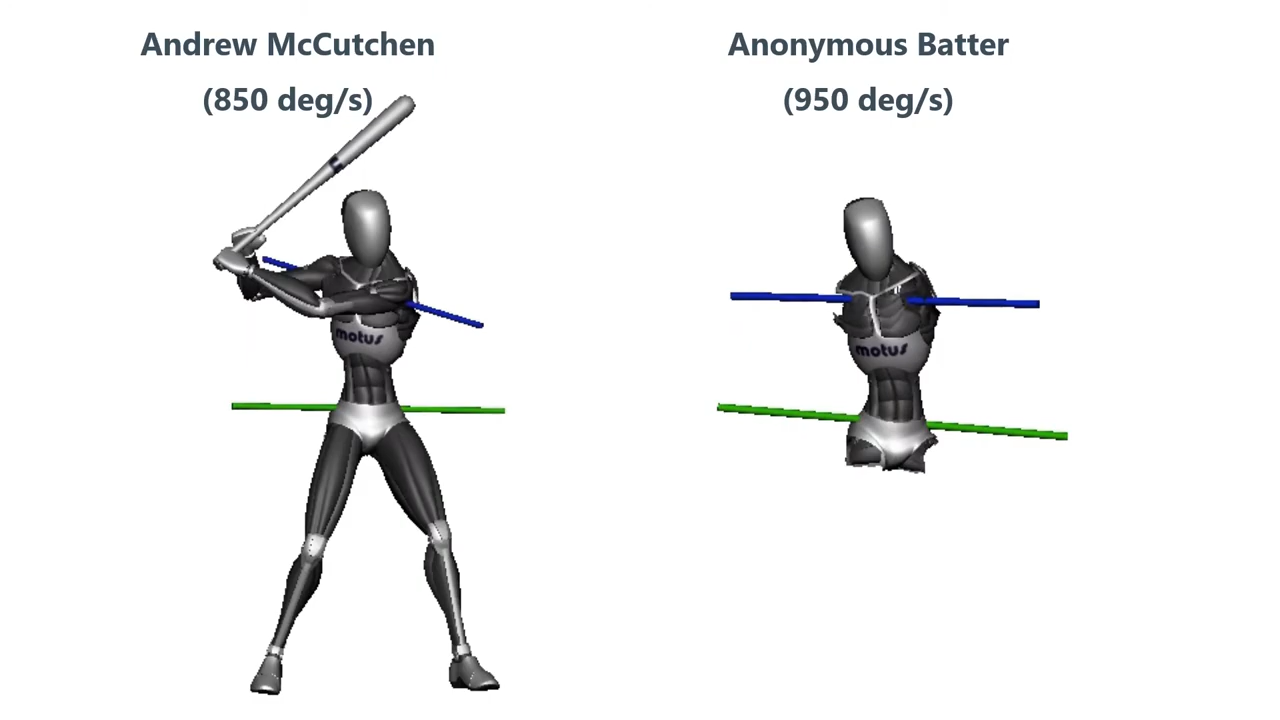 Andrew McCutchen
(850 deg/s)
Anonymous Batter
(950 deg/s)
motus
motus